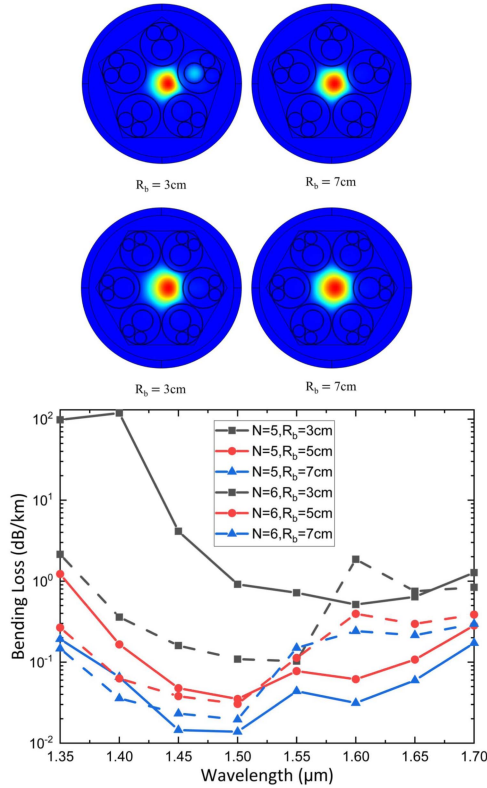 R_b = 3cm R_b = 7cm
R_b = 3cm R_b = 7cm
N=5,R_b=3cm
N=5,R_b=5cm
N=5,R_b=7cm
N=6,R_b=3cm
N=6,R_b=5cm
N=6,R_b=7cm
Bending Loss (dB/km)
10^2
10^1
10^0
10^-1
10^-2
1.35 1.40 1.45 1.50 1.55 1.60 1.65 1.70
Wavelength (μm)